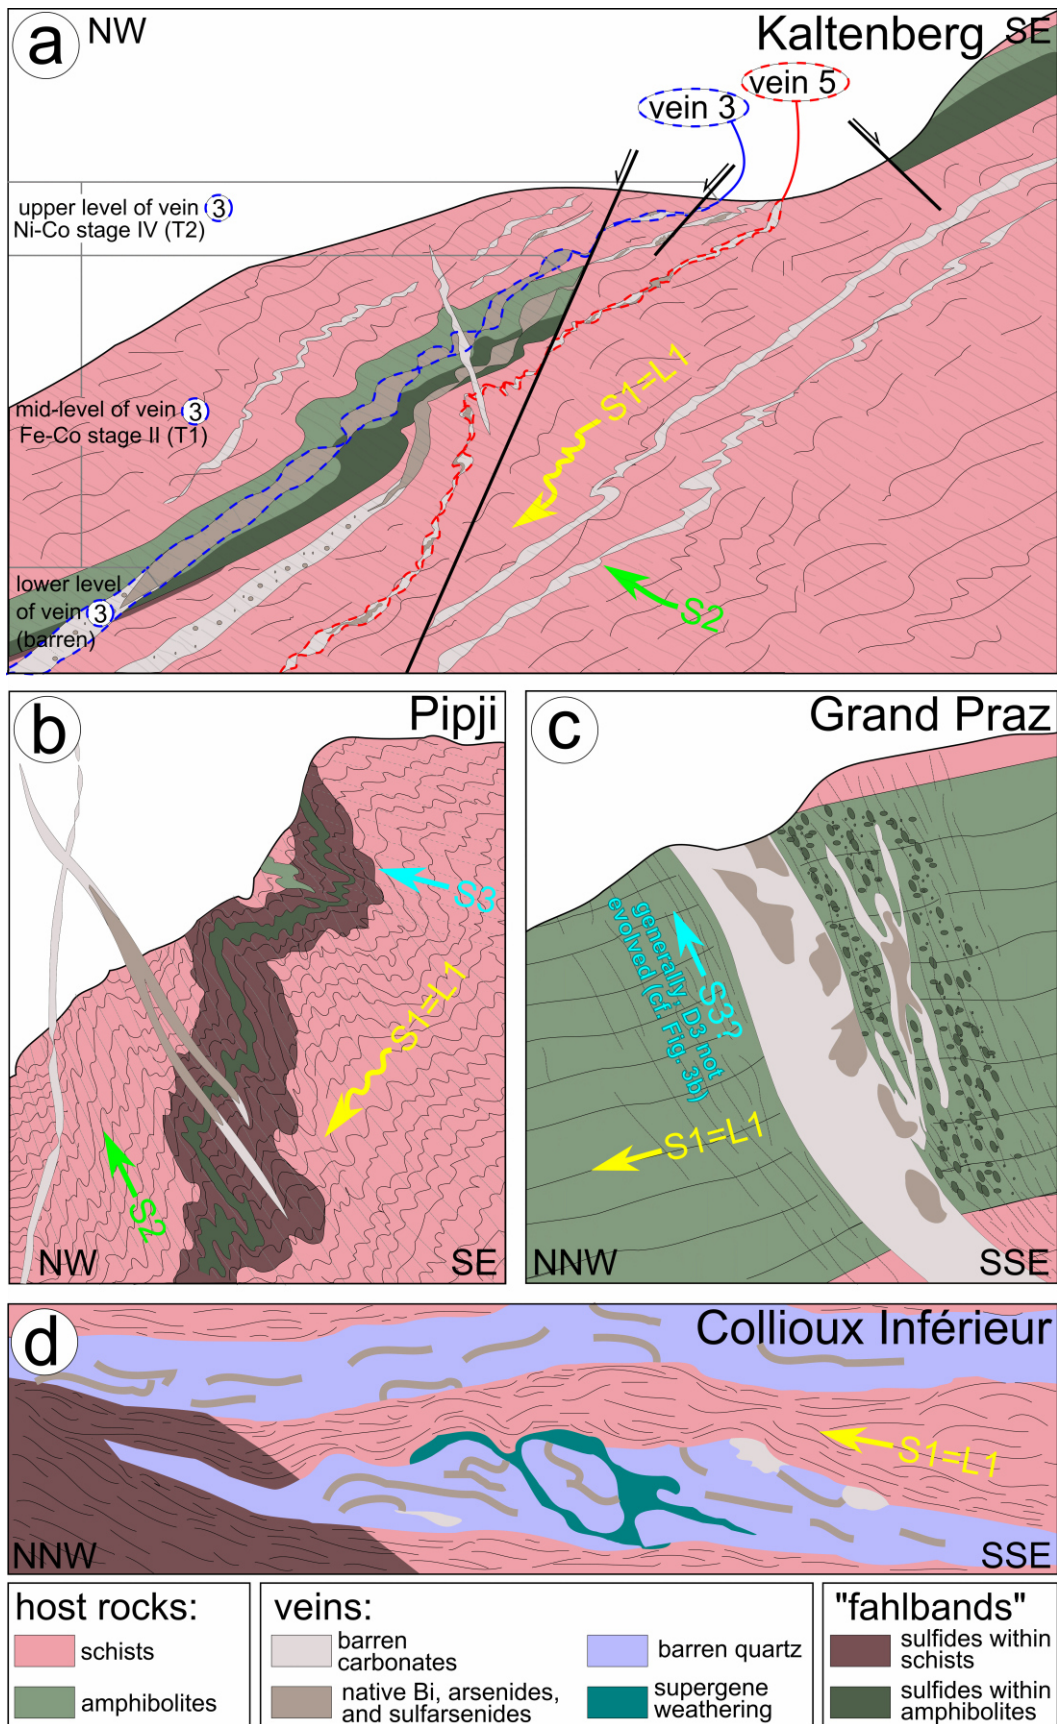 a
NW
Kaltenberg
SE
vein 3
vein 5
upper level of vein 3
Ni-Co stage IV (T2)
mid-level of vein 3
Fe-Co stage II (T1)
S1=L1
S2
lower level
of vein 3
(barren)
b
Pipji
S3
S1=L1
S2
NW
SE
c
Grand Praz
S3?
generally: D3 not
evolved (cf. Fig. 3b)
S1=L1
NNW
SSE
d
Collioux Inférieur
S1=L1
NNW
SSE
host rocks:
schists
amphibolites
veins:
barren
carbonates
native Bi, arsenides,
and sulfarsenides
barren quartz
supergene
weathering
"fahlbands"
sulfides within
schists
sulfides within
amphibolites